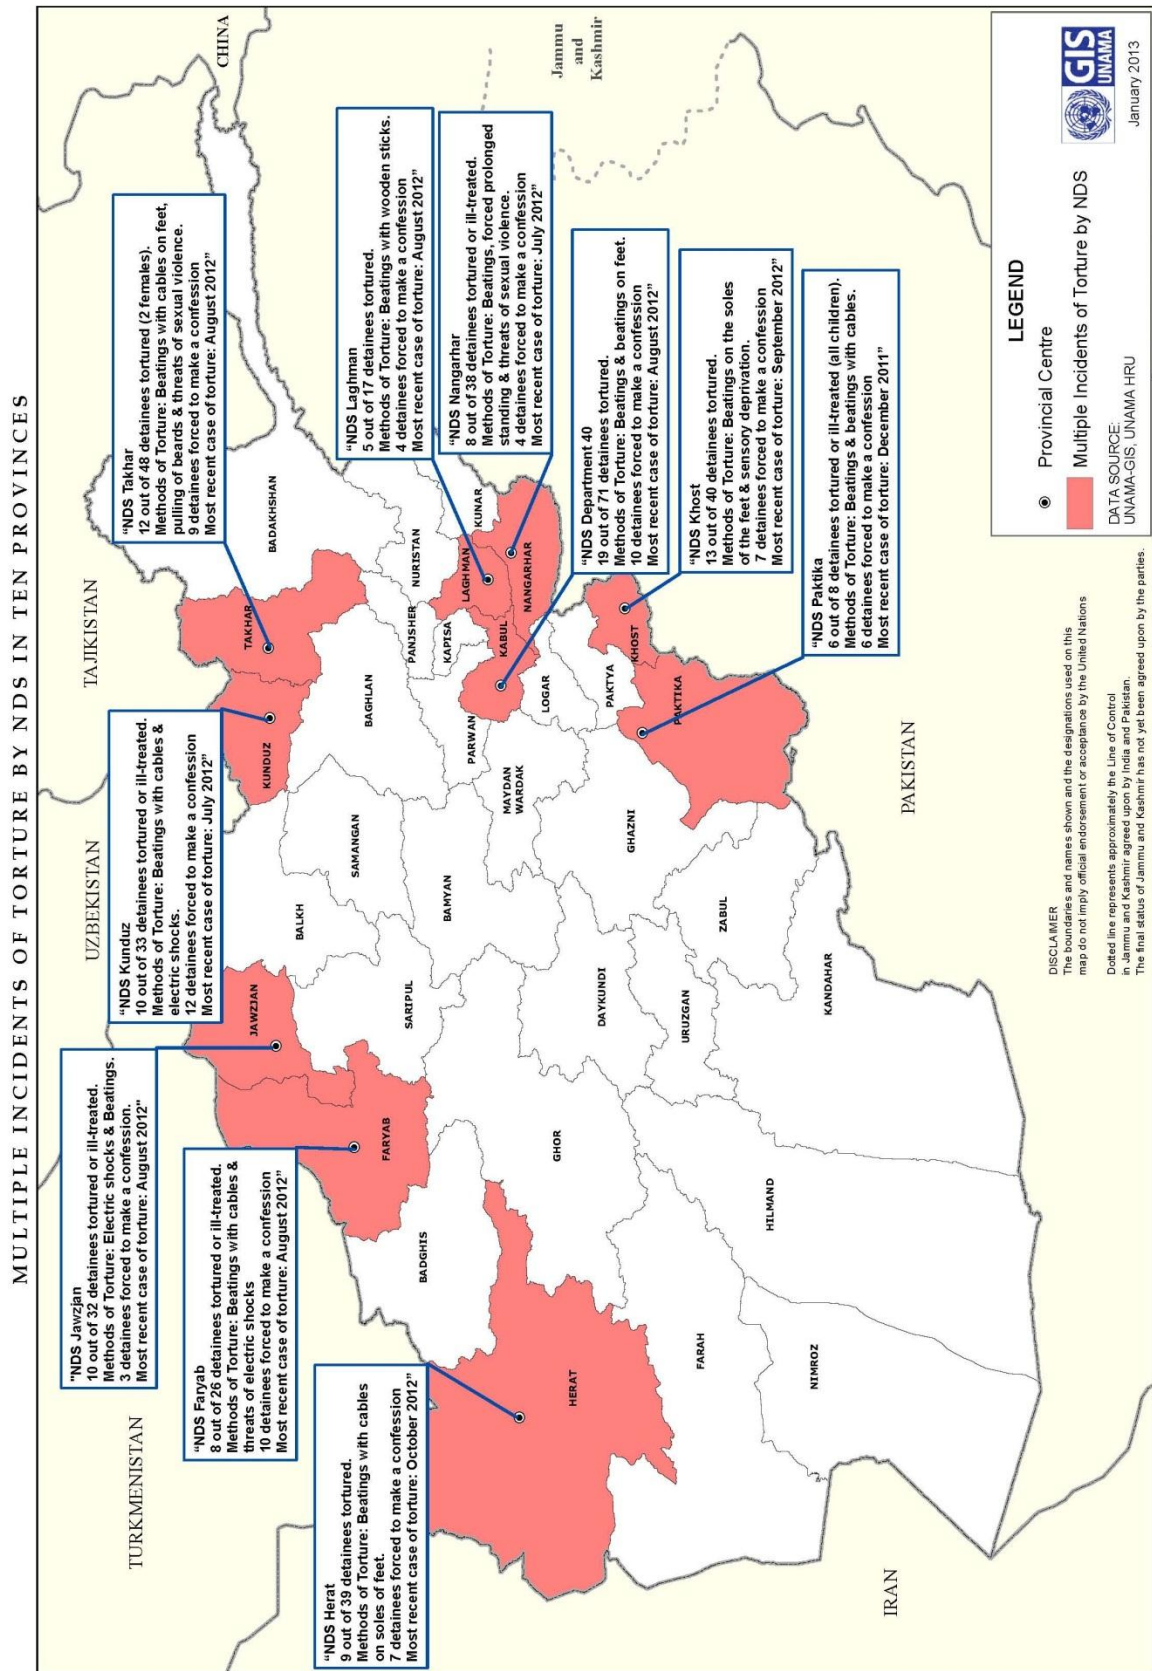 MULTIPLE INCIDENTS OF TORTURE BY NDS IN TEN PROVINCES
TURKMENISTAN
UZBEKISTAN
TAJIKISTAN
CHINA
Jammu
and
Kashmir
PAKISTAN
IRAN
"NDS Jawzjan
10 out of 32 detainees tortured or ill-treated.
Methods of Torture: Electric shocks & Beatings.
3 detainees forced to make a confession.
Most recent case of torture: August 2012"
"NDS Kunduz
10 out of 33 detainees tortured or ill-treated.
Methods of Torture: Beatings with cables &
electric shocks.
12 detainees forced to make a confession
Most recent case of torture: July 2012"
"NDS Takhar
12 out of 48 detainees tortured (2 females).
Methods of Torture: Beatings with cables on feet,
pulling of beards & threats of sexual violence.
9 detainees forced to make a confession
Most recent case of torture: August 2012"
"NDS Faryab
8 out of 26 detainees tortured or ill-treated.
Methods of Torture: Beatings with cables &
threats of electric shocks
10 detainees forced to make a confession
Most recent case of torture: August 2012"
"NDS Herat
9 out of 39 detainees tortured.
Methods of Torture: Beatings with cables
on soles of feet.
7 detainees forced to make a confession
Most recent case of torture: October 2012"
"NDS Laghman
5 out of 17 detainees tortured.
Methods of Torture: Beatings with wooden sticks.
4 detainees forced to make a confession
Most recent case of torture: August 2012"
"NDS Nangarhar
8 out of 38 detainees tortured or ill-treated.
Methods of Torture: Beatings, forced prolonged
standing & threats of sexual violence.
4 detainees forced to make a confession
Most recent case of torture: July 2012"
"NDS Department 40
19 out of 71 detainees tortured.
Methods of Torture: Beatings & beatings on feet.
10 detainees forced to make a confession
Most recent case of torture: August 2012"
"NDS Khost
13 out of 40 detainees tortured.
Methods of Torture: Beatings on the soles
of the feet & sensory deprivation.
7 detainees forced to make a confession
Most recent case of torture: September 2012"
"NDS Paktika
6 out of 8 detainees tortured or ill-treated (all children).
Methods of Torture: Beatings & beatings with cables.
6 detainees forced to make a confession
Most recent case of torture: December 2011"
JAWZJAN
KUNDUZ
TAKHAR
BADAKHSHAN
BALKH
FARYAB
SAMANGAN
BAGHLAN
SARIPUL
BADGHIS
PANJSHER
NURISTAN
KAPISA
KUNAR
LAGHMAN
PARWAN
BAMYAN
KABUL
NANGARHAR
MAYDAN
WARDAK
LOGAR
GHOR
HERAT
PAKTYA
KHOST
DAYKUNDI
GHAZNI
PAKTIKA
URUZGAN
ZABUL
FARAH
HILMAND
KANDAHAR
NIMROZ
DISCLAIMER
The boundaries and names shown and the designations used on this
map do not imply official endorsement or acceptance by the United Nations
Dotted line represents approximately the Line of Control
in Jammu and Kashmir agreed upon by India and Pakistan.
The final status of Jammu and Kashmir has not yet been agreed upon by the parties.
LEGEND
Provincial Centre
Multiple Incidents of Torture by NDS
DATA SOURCE:
UNAMA-GIS, UNAMA HRU
GIS
UNAMA
January 2013